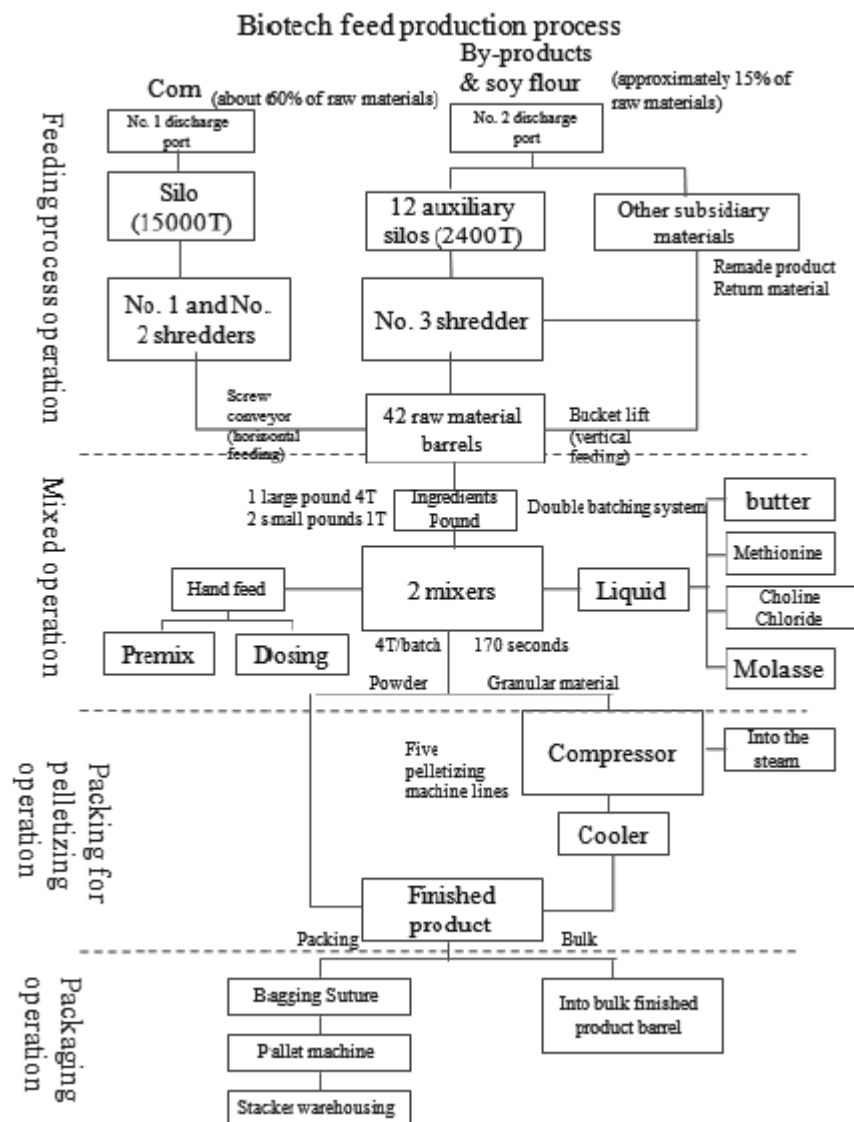 Biotech feed production process
By-products
& soy flour
(approximately 15% of
raw materials)
Corn
(about 60% of raw materials)
No. 1 discharge
port
No. 2 discharge
port
Feeding process operation
Silo
(15000T)
12 auxiliary
silos (2400T)
Other subsidiary
materials
Remade product
Return material
No. 1 and No.
2 shredders
No. 3 shredder
Screw
conveyor
(horizontal
feeding)
42 raw material
barrels
Bucket lift
(vertical
feeding)
Mixed operation
1 large pound 4T
2 small pounds 1T
Ingredients
Pound
Double batching system
butter
Methionine
Choline
Chloride
Molasse
Hand feed
2 mixers
Liquid
Premix
Dosing
4T/batch
170 seconds
Powder
Granular material
Packing for
pelletizing
operation
Five
pelletizing
machine lines
Compressor
Into the
steam
Cooler
Finished
product
Packing
Bulk
Packaging
operation
Bagging Suture
Into bulk finished
product barrel
Pallet machine
Stacker warehousing